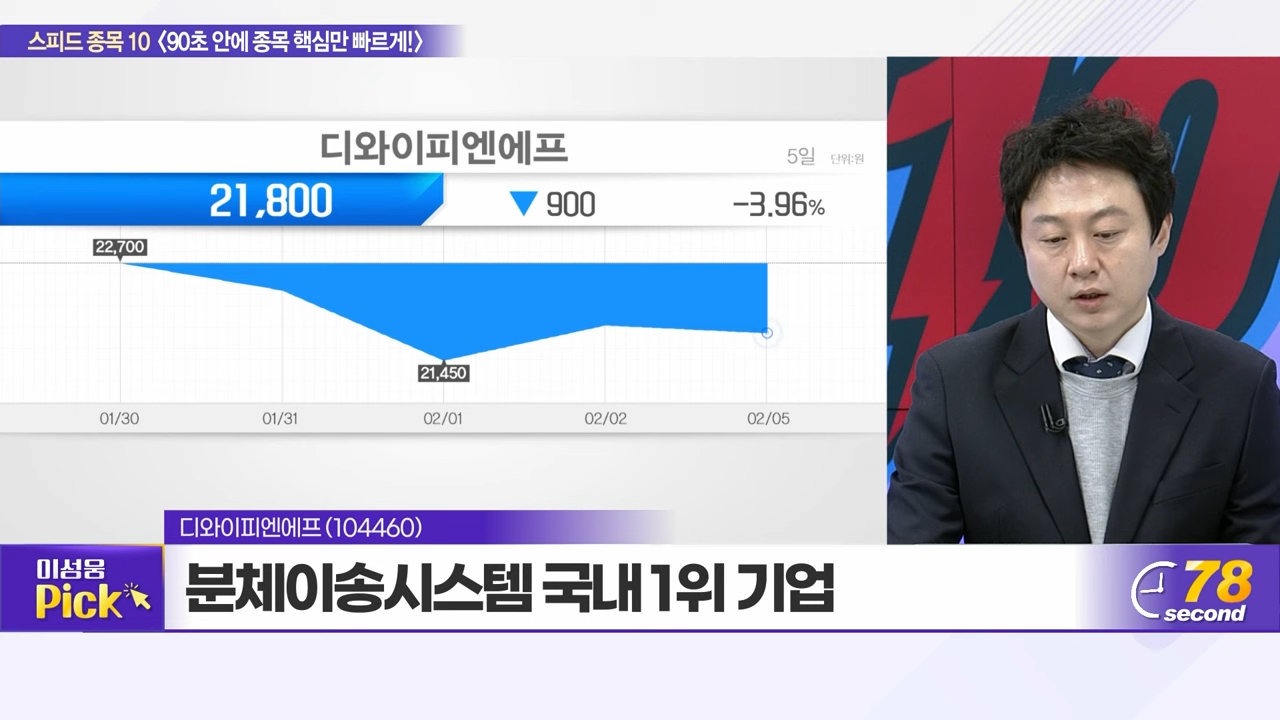 스피드 종목 10 〈90초 안에 종목 핵심만 빠르게!〉
디와이피엔에프
5일 단위:원
21,800 ▼ 900 -3.96%
22,700
21,450
01/30 01/31 02/01 02/02 02/05
디와이피엔에프 (104460)
이성웅
Pick
분체이송시스템 국내 1위 기업
78
second